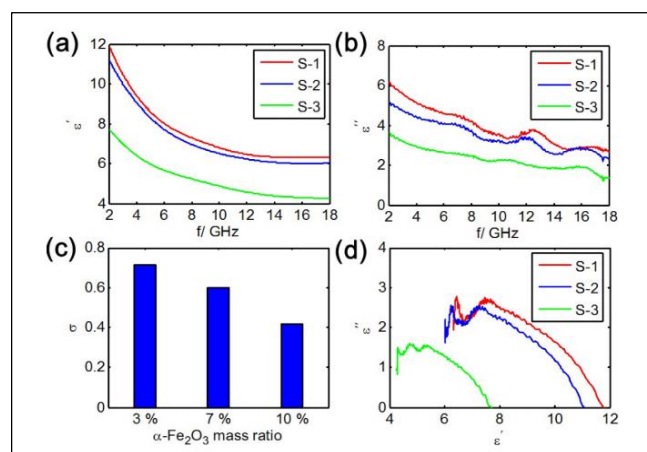 (a)
12
10
8
6
4
ε′
2 4 6 8 10 12 14 16 18
f/ GHz
S-1
S-2
S-3
(b)
8
6
4
2
0
ε″
2 4 6 8 10 12 14 16 18
f/ GHz
S-1
S-2
S-3
(c)
0.8
0.6
0.4
0.2
0
σ
3 % 7 % 10 %
α-Fe₂O₃ mass ratio
(d)
5
4
3
2
1
0
ε″
4 6 8 10 12
ε′
S-1
S-2
S-3